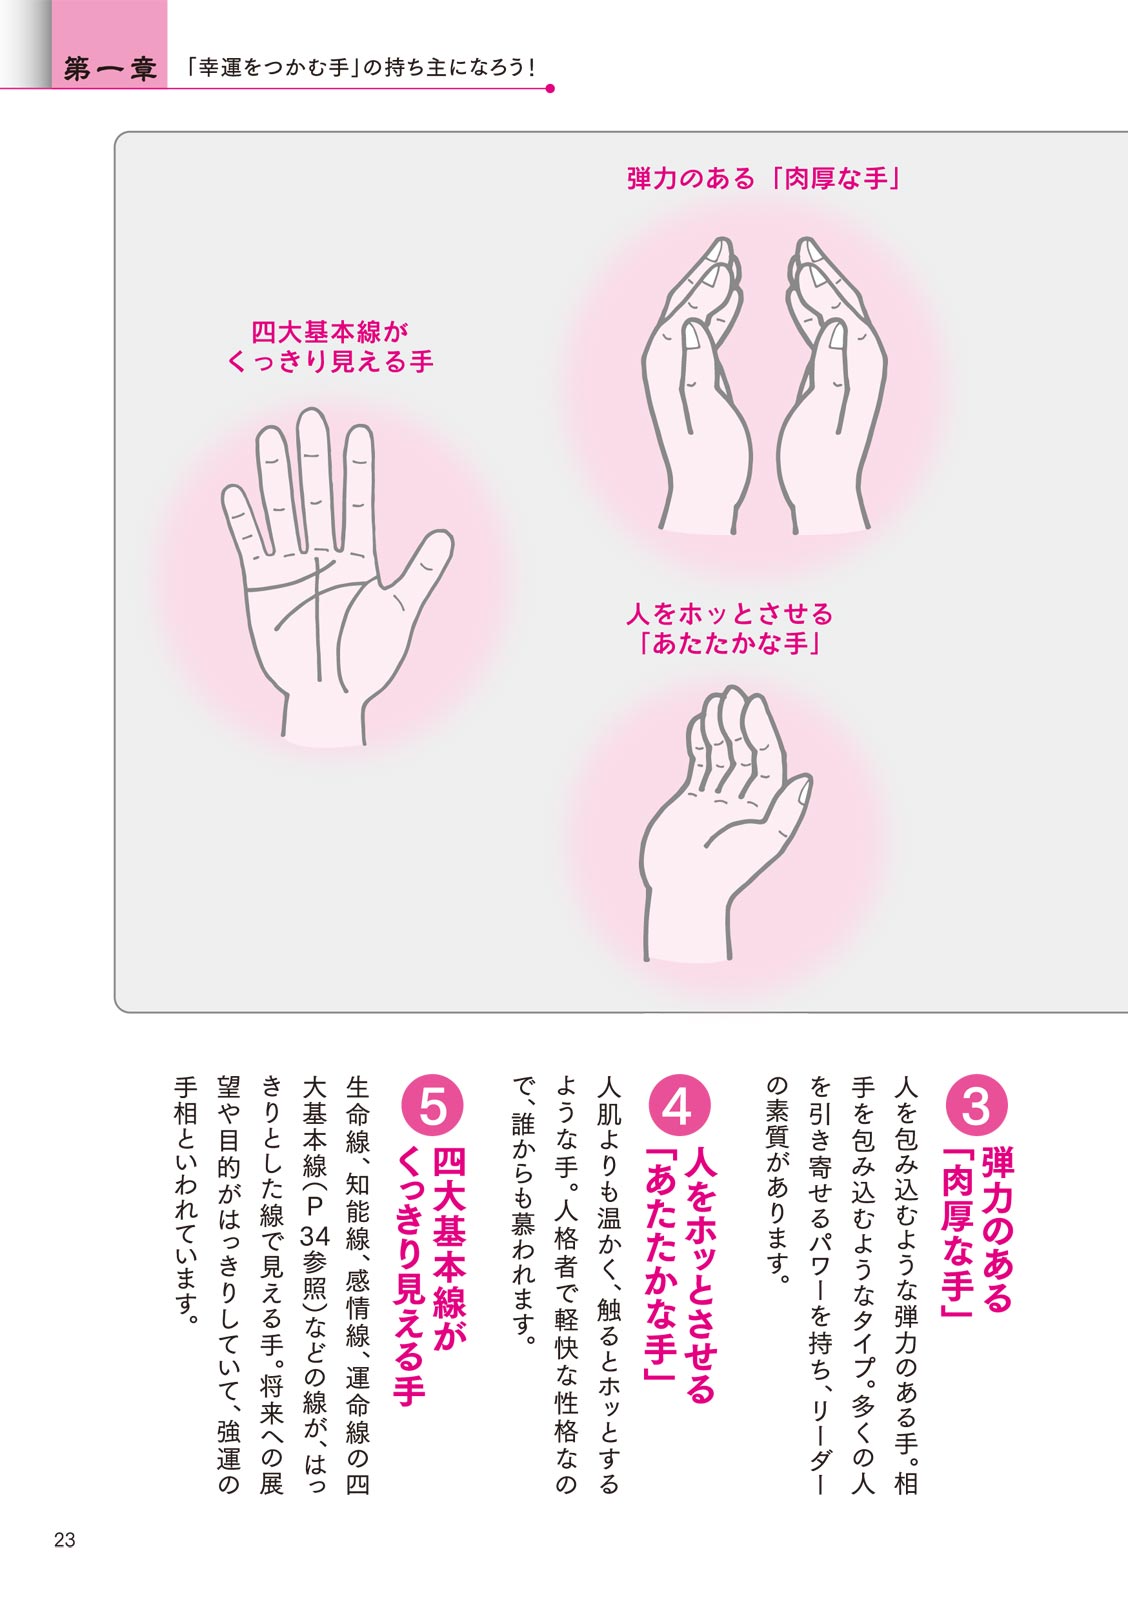 第一章
「幸運をつかむ手」の持ち主になろう！
弾力のある「肉厚な手」
人をホッとさせる
「あたたかな手」
四大基本線が
くっきり見える手
3
弾力のある
「肉厚な手」
人を包み込むような弾力のある手。相
手を包み込むようなタイプ。多くの人
を引き寄せるパワーを持ち、リーダー
の素質があります。
4
人をホッとさせる
「あたたかな手」
人肌よりも温かく、触るとホッとする
ような手。人格者で軽快な性格なの
で、誰からも慕われます。
5
四大基本線が
くっきり見える手
生命線、知能線、感情線、運命線の四
大基本線（P34参照）などの線が、はっ
きりとした線で見える手。将来への展
望や目的がはっきりしていて、強運の
手相といわれています。
23